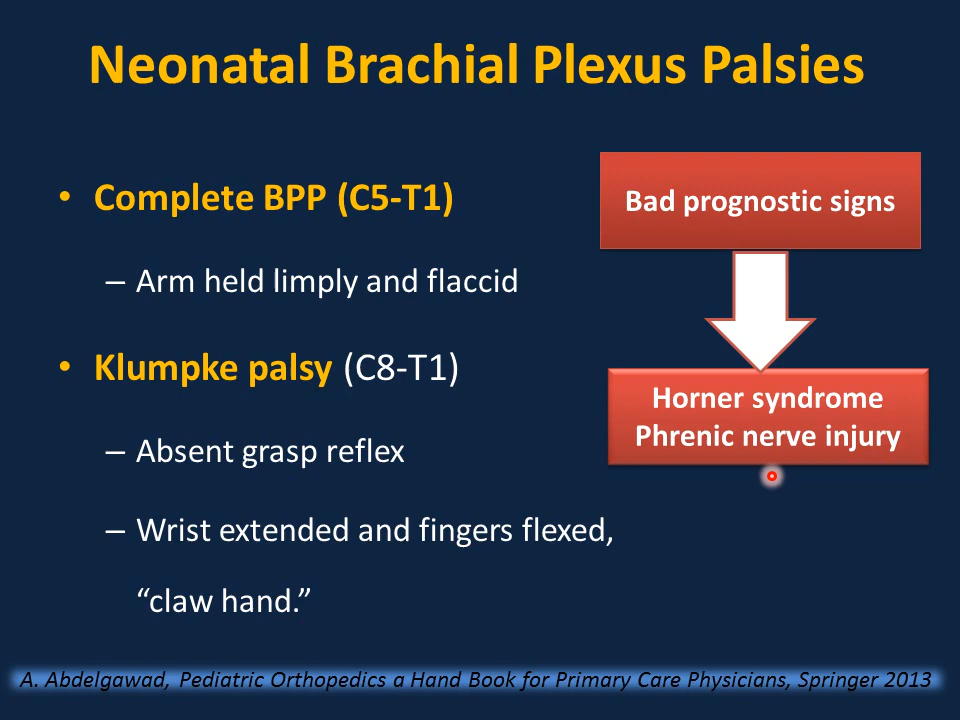 Neonatal Brachial Plexus Palsies
• Complete BPP (C5-T1)
– Arm held limply and flaccid
• Klumpke palsy (C8-T1)
– Absent grasp reflex
– Wrist extended and fingers flexed,
“claw hand.”
Bad prognostic signs
Horner syndrome
Phrenic nerve injury
A. Abdelgawad, Pediatric Orthopedics a Hand Book for Primary Care Physicians, Springer 2013